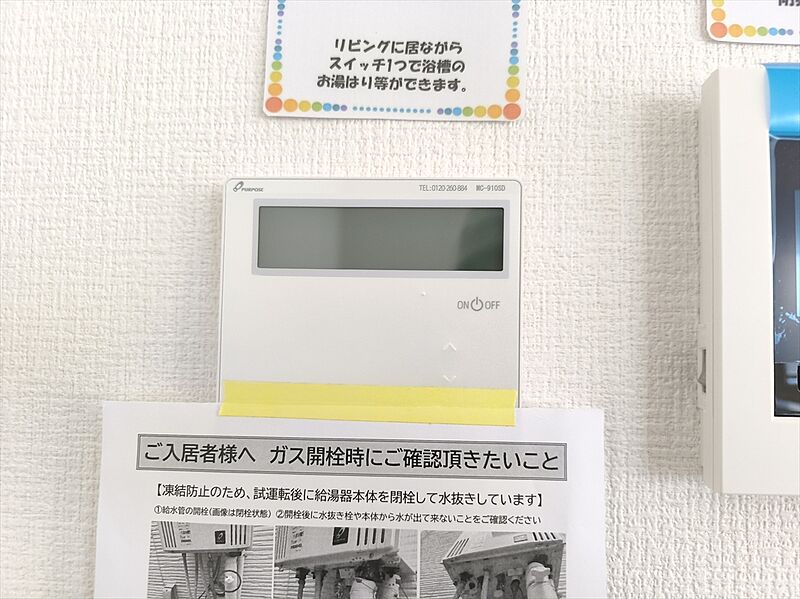 リビングに居ながら
スイッチ1つで浴槽の
お湯はり等ができます。
PURPOSE
TEL:0120-260-884 MC-910SD
ON OFF
ご入居者様へ ガス開栓時にご確認頂きたいこと
【凍結防止のため、試運転後に給湯器本体を閉栓して水抜きしています】
①給水管の開栓(画像は閉栓状態) ②開栓後に水抜き栓や本体から水が出て来ないことをご確認ください